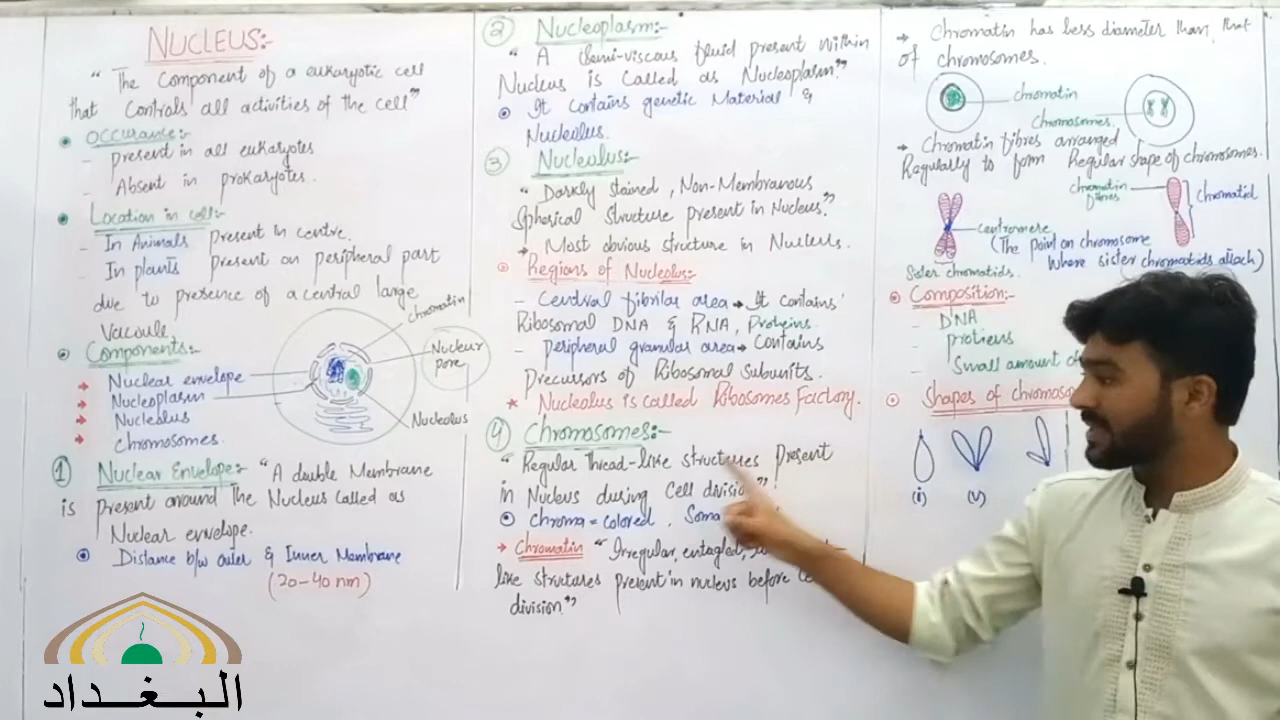 NUCLEUS:-
"The Component of a eukaryotic cell
that Controls all activities of the cell"
Occurance:-
- present in all eukaryotes
- Absent in prokaryotes.
Location in cell:-
- In Animals present in centre.
- In plants present on peripheral part
due to presence of a central large
Vacoule.
Components:-
Nuclear envelope
Nucleoplasm
Nucleolus
Chromosomes.
chromatin
Nuclear
pore
Nucleolus
1 Nuclear Envelope:- "A double Membrane
is present around the Nucleus called as
Nuclear envelope.
Distance b/w outer & Inner Membrane
(20-40 nm)
2 Nucleoplasm:-
"A Semi-viscous fluid present within
Nucleus is called as Nucleoplasm"
It contains genetic Material &
Nucleolus.
3 Nucleolus:-
"Darkly stained, Non-Membranous
Spherical structure present in Nucleus."
→ Most obvious structure in Nucleus.
Regions of Nucleolus:-
- Central fibrilar area → It contains
Ribosomal DNA & RNA, Proteins.
- peripheral granular area → Contains
Precursors of Ribosomal Subunits.
* Nucleolus is called Ribosomes Factory.
4 Chromosomes:-
"Regular Thread-like structures Present
in Nucleus during Cell division"
Chroma = colored, Soma
→ Chromatin "Irregular, entagled,
like structures present in nucleus before
division"
→ Chromatin has less diameter than that
of chromosomes.
chromatin
Chromosomes.
→ Chromatin fibres arranged
Regularly to form Regular shape of chromosomes.
centromere
(The point on chromosome
Where sister chromatids attach)
Sister chromatids.
chromatin
fibres
Chromatid
Composition:-
- DNA
- protiens
- Small amount
Shapes of chromoso
(i)
(v)
البغداد